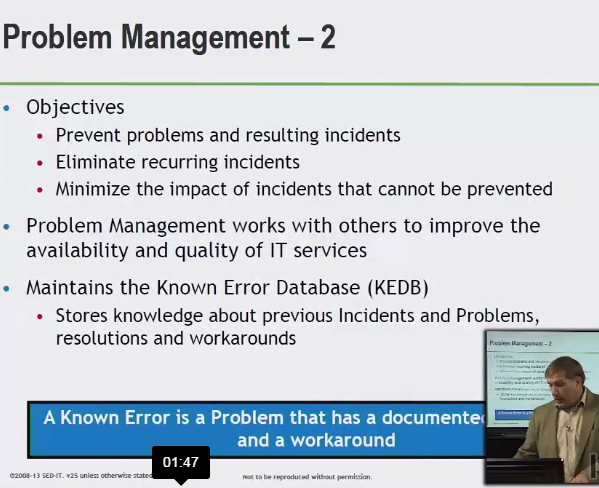 Problem Management – 2
Objectives
Prevent problems and resulting incidents
Eliminate recurring incidents
Minimize the impact of incidents that cannot be prevented
Problem Management works with others to improve the
availability and quality of IT services
Maintains the Known Error Database (KEDB)
Stores knowledge about previous Incidents and Problems,
resolutions and workarounds
Problem Management – 2
A Known Error is a Problem that has a documented
and a workaround
01:47
©2008-13 SED-IT. v25 unless otherwise stated
Not to be reproduced without permission.